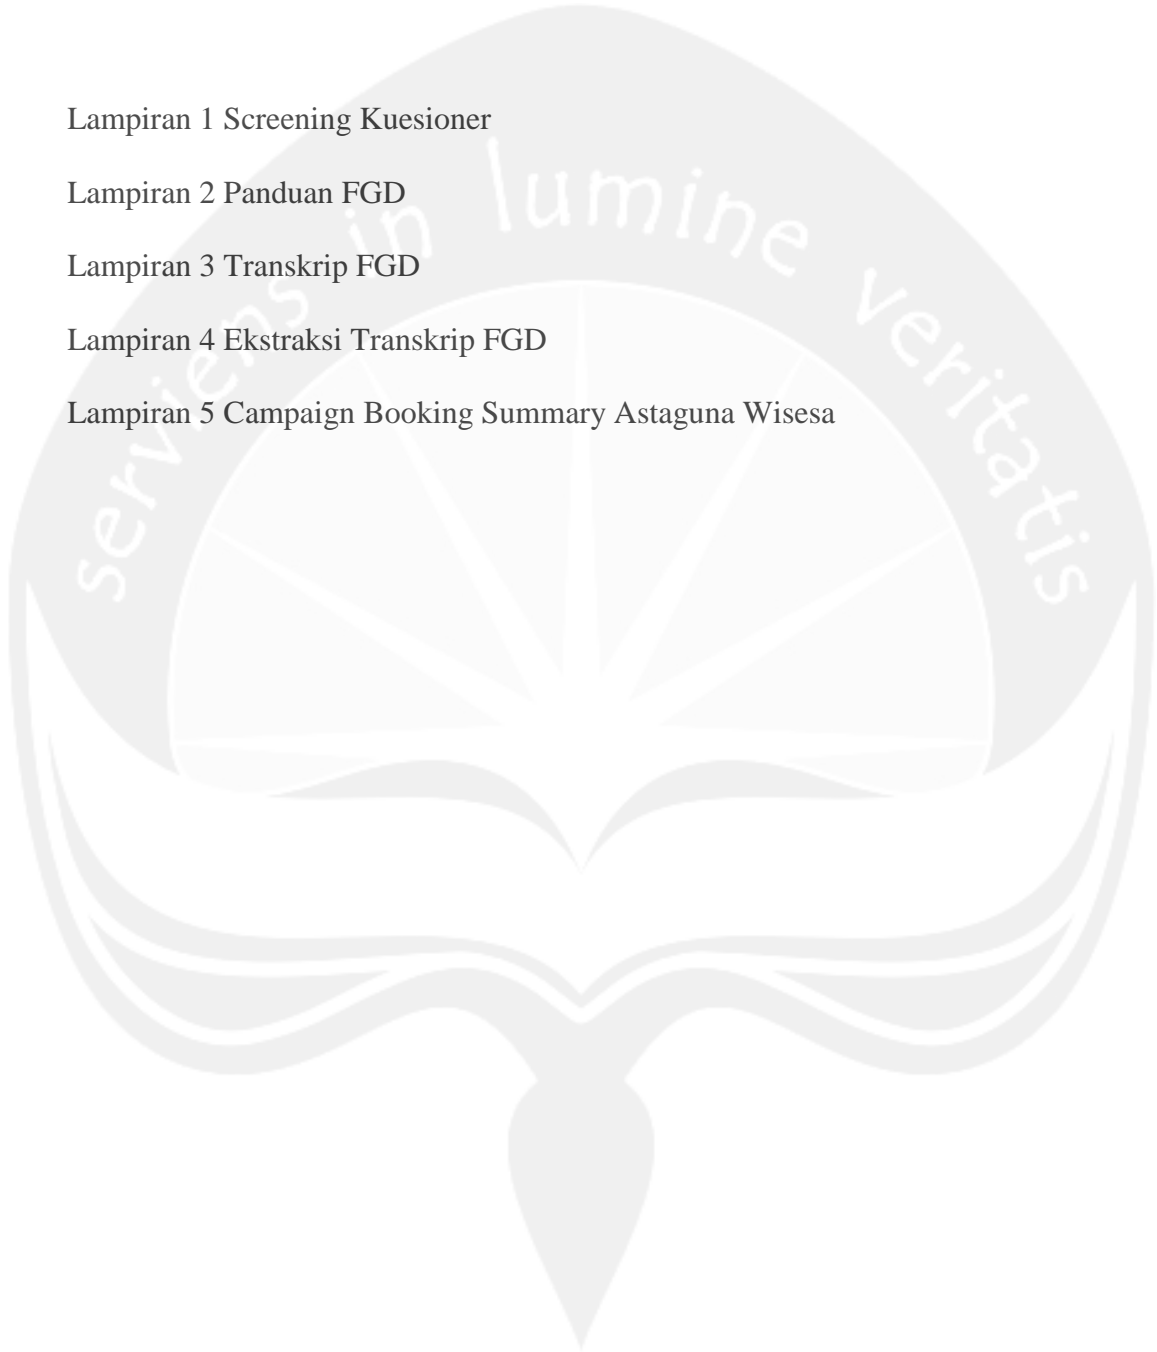 Lampiran 1 Screening Kuesioner
Lampiran 2 Panduan FGD
Lampiran 3 Transkrip FGD
Lampiran 4 Ekstraksi Transkrip FGD
Lampiran 5 Campaign Booking Summary Astaguna Wisesa
serviens in lumine veritatis